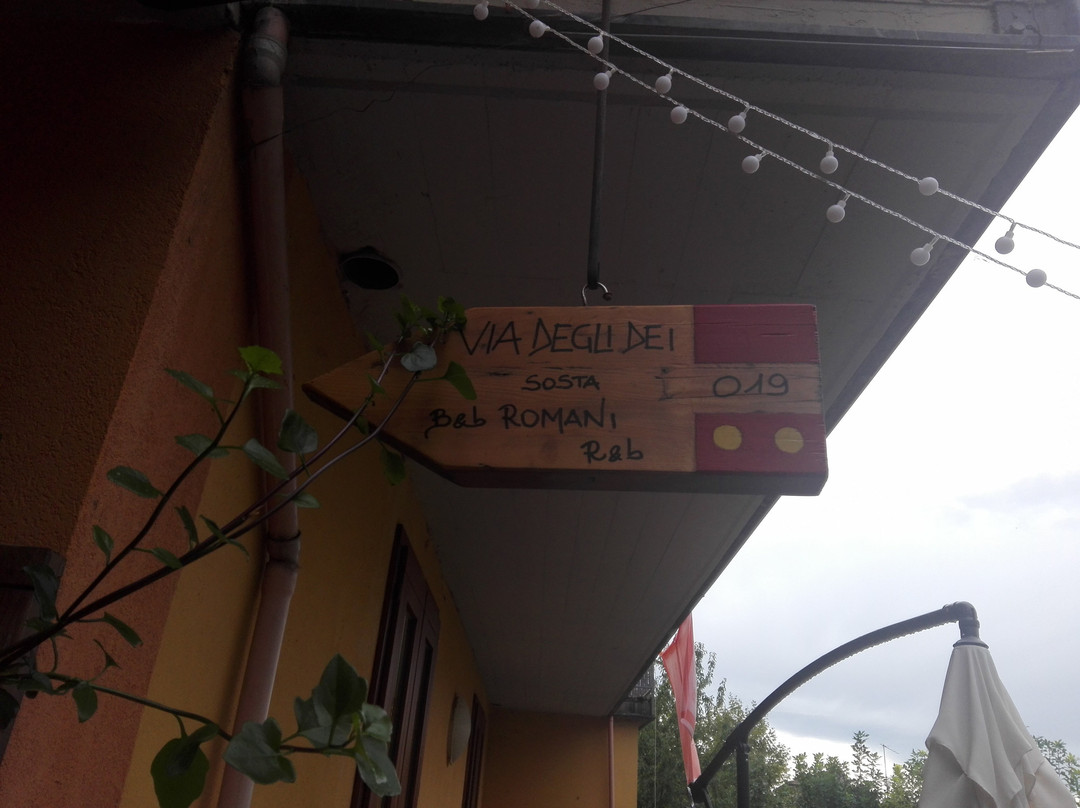 VIA DEGLI DEI
SOSTA i 019
B&b ROMANI
R&b